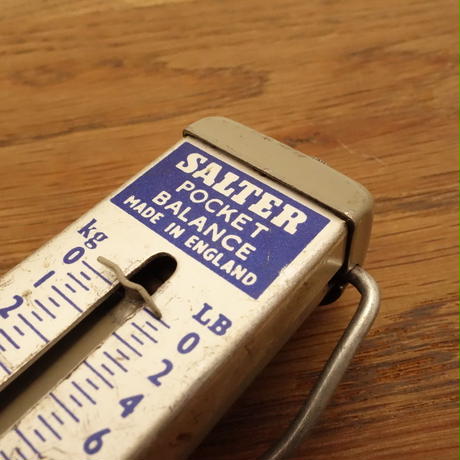 SALTER
POCKET
BALANCE
MADE IN ENGLAND
kg
0
1
2
LB
0
2
4
6